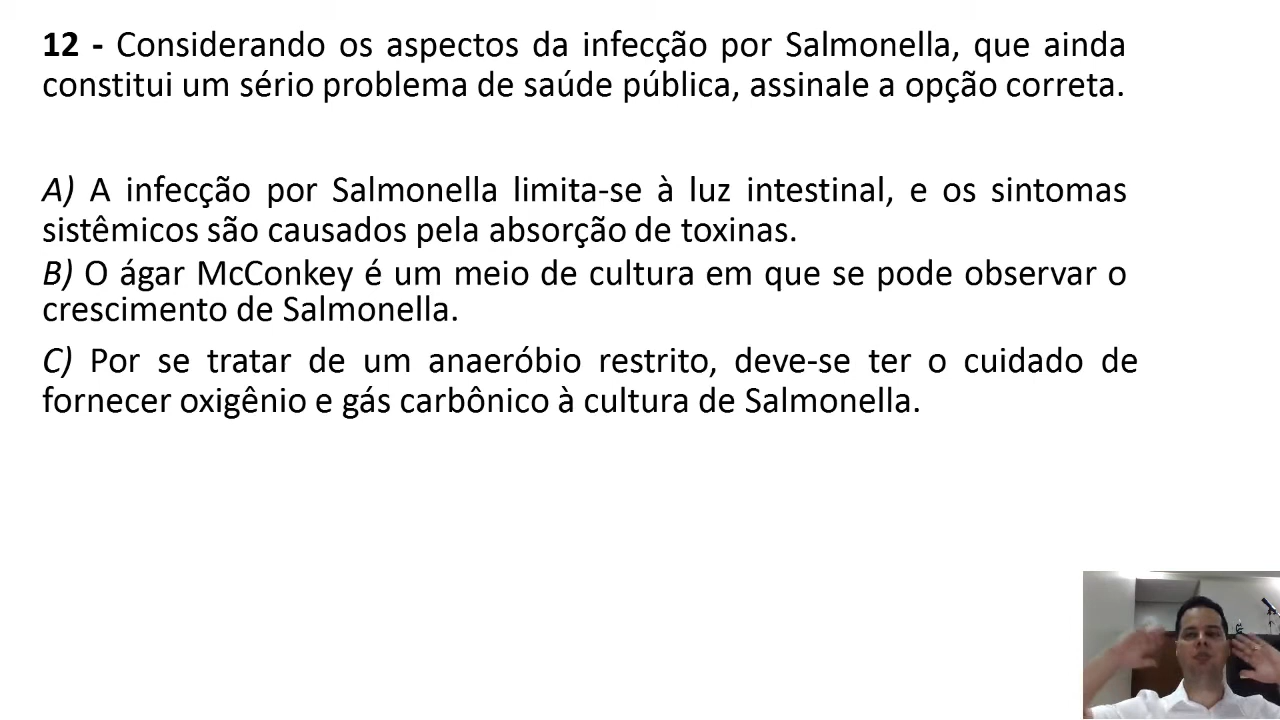 12 - Considerando os aspectos da infecção por Salmonella, que ainda
constitui um sério problema de saúde pública, assinale a opção correta.
A) A infecção por Salmonella limita-se à luz intestinal, e os sintomas
sistêmicos são causados pela absorção de toxinas.
B) O ágar McConkey é um meio de cultura em que se pode observar o
crescimento de Salmonella.
C) Por se tratar de um anaeróbio restrito, deve-se ter o cuidado de
fornecer oxigênio e gás carbônico à cultura de Salmonella.